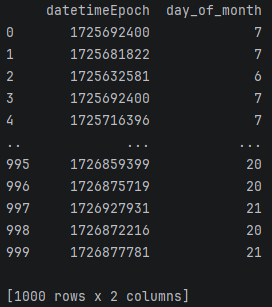 datetimeEpoch day_of_month
0 1725692400 7
1 1725681822 7
2 1725632581 6
3 1725692400 7
4 1725716396 7
.. ... ...
995 1726859399 20
996 1726875719 20
997 1726927931 21
998 1726872216 20
999 1726877781 21
[1000 rows x 2 columns]